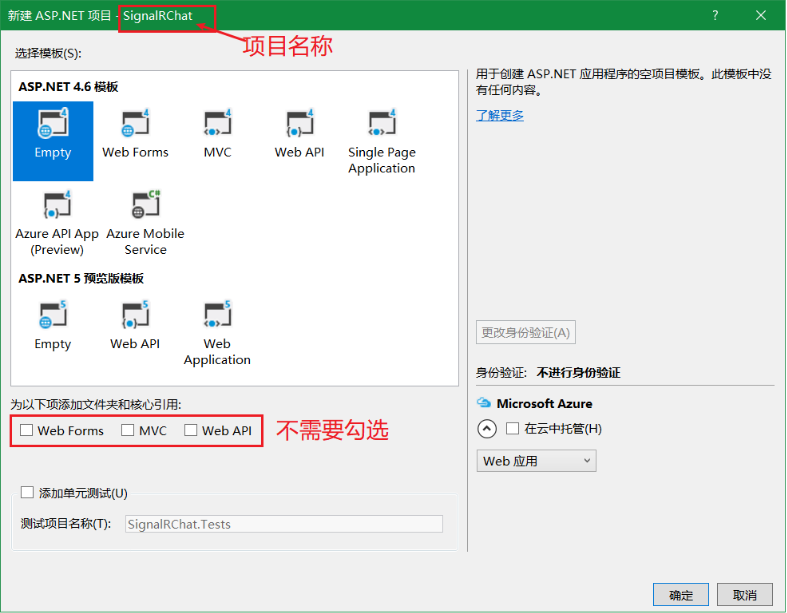 新建 ASP.NET 项目 - SignalRChat
?
项目名称
选择模板(S):
ASP.NET 4.6 模板
Empty
Web Forms
MVC
Web API
Single Page
Application
Azure API App
(Preview)
Azure Mobile
Service
ASP.NET 5 预览版模板
Empty
Web API
Web
Application
用于创建 ASP.NET 应用程序的空项目模板。此模板中没
有任何内容。
了解更多
更改身份验证(A)
身份验证: 不进行身份验证
Microsoft Azure
在云中托管(H)
Web 应用
为以下项添加文件夹和核心引用:
Web Forms MVC Web API
不需要勾选
添加单元测试(U)
测试项目名称(T): SignalRChat.Tests
确定
取消